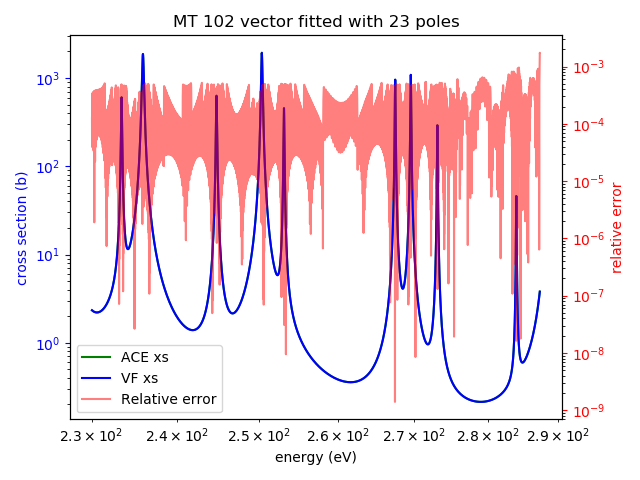 MT 102 vector fitted with 23 poles
10³
10²
10¹
10⁰
cross section (b)
10⁻³
10⁻⁴
10⁻⁵
10⁻⁶
10⁻⁷
10⁻⁸
10⁻⁹
relative error
ACE xs
VF xs
Relative error
2.3 × 10² 2.4 × 10² 2.5 × 10² 2.6 × 10² 2.7 × 10² 2.8 × 10² 2.9 × 10²
energy (eV)